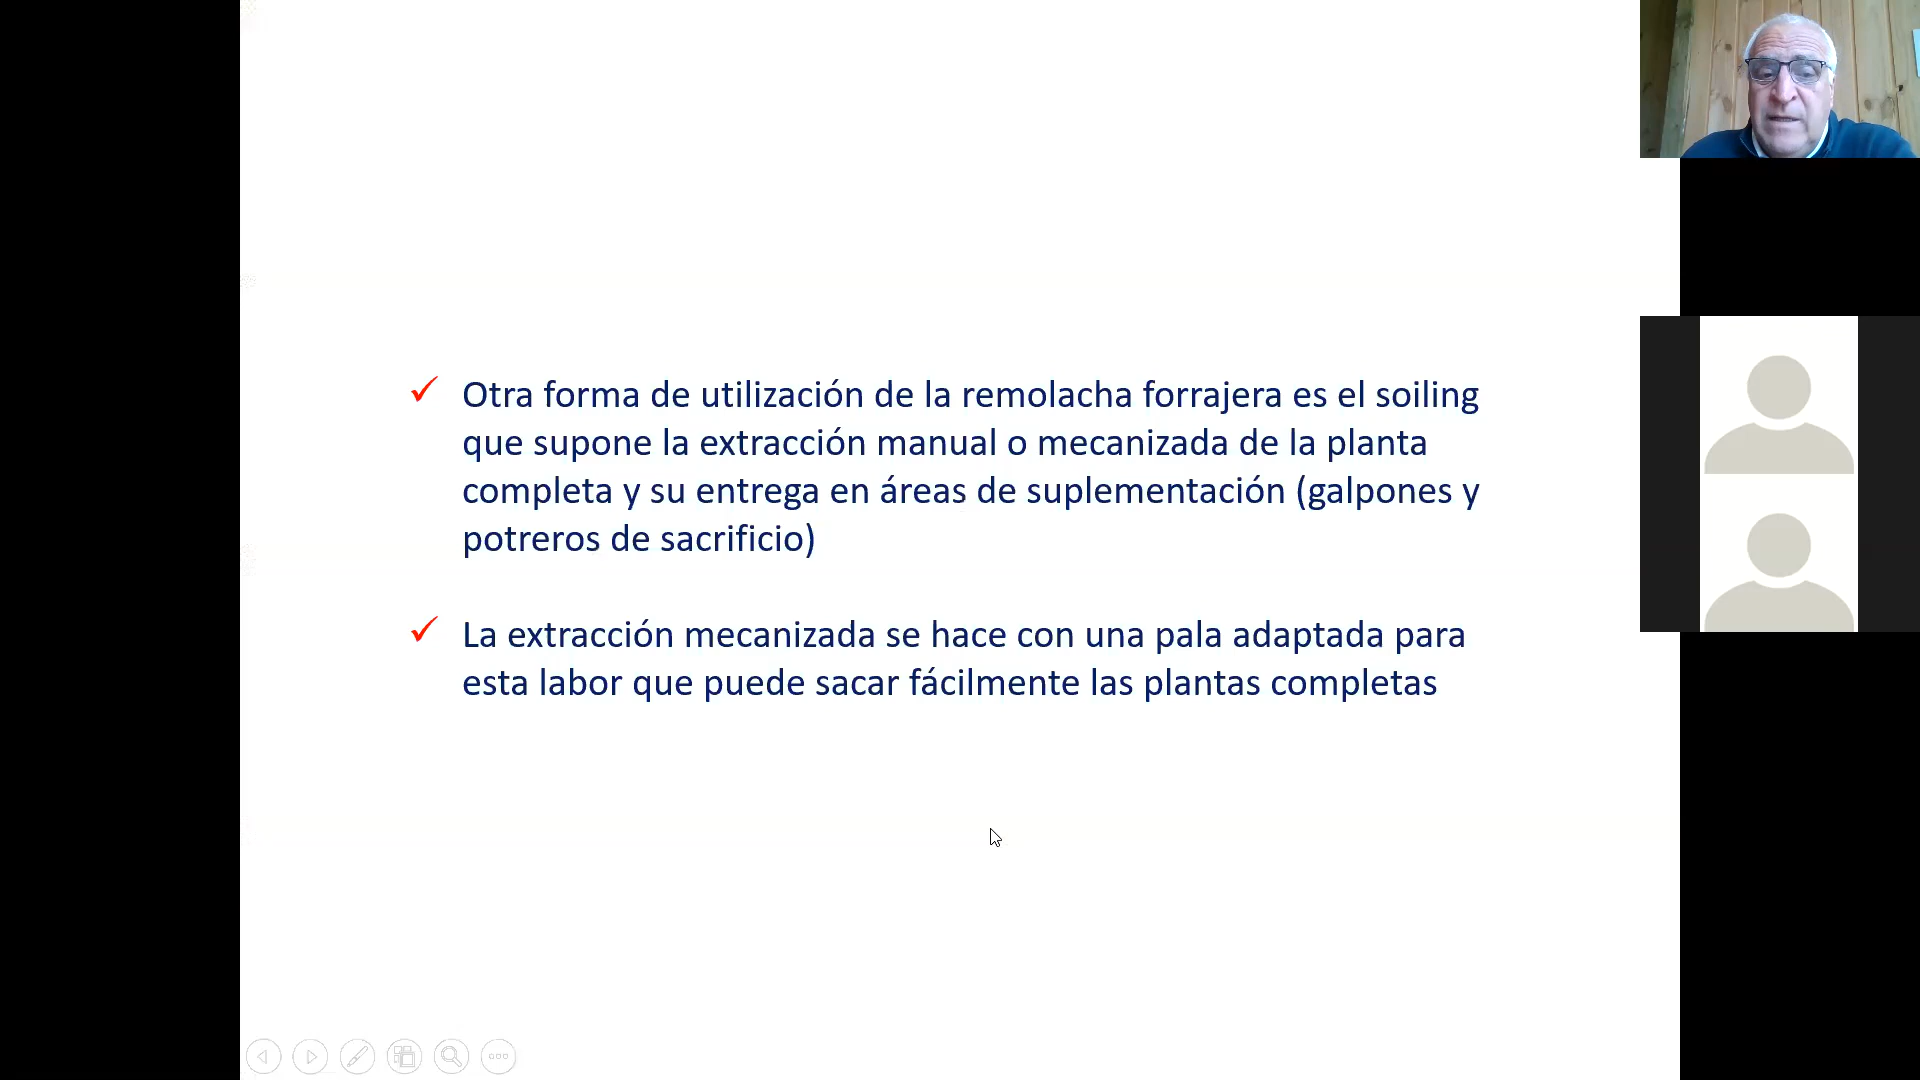 Otra forma de utilización de la remolacha forrajera es el soiling
que supone la extracción manual o mecanizada de la planta
completa y su entrega en áreas de suplementación (galpones y
potreros de sacrificio)
La extracción mecanizada se hace con una pala adaptada para
esta labor que puede sacar fácilmente las plantas completas